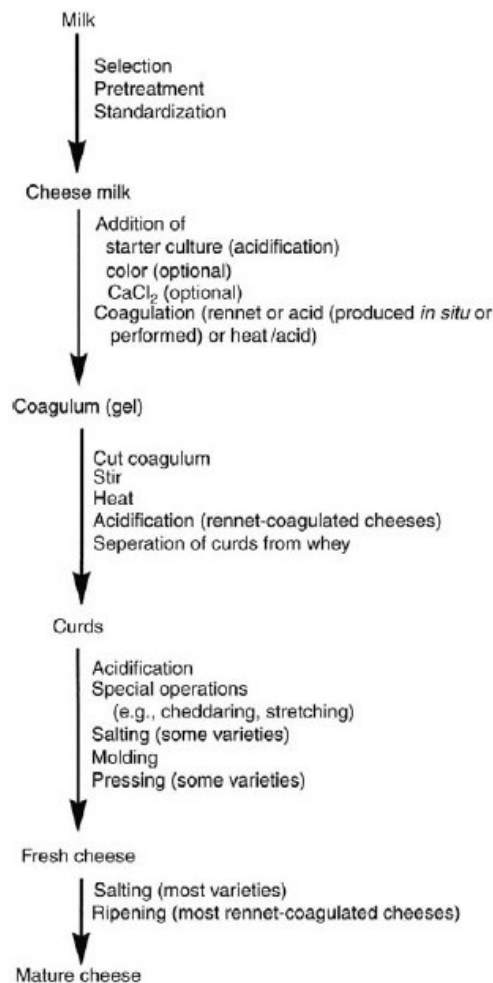 Milk
Selection
Pretreatment
Standardization
Cheese milk
Addition of
starter culture (acidification)
color (optional)
CaCl₂ (optional)
Coagulation (rennet or acid (produced in situ or
performed) or heat/acid)
Coagulum (gel)
Cut coagulum
Stir
Heat
Acidification (rennet-coagulated cheeses)
Seperation of curds from whey
Curds
Acidification
Special operations
(e.g., cheddaring, stretching)
Salting (some varieties)
Molding
Pressing (some varieties)
Fresh cheese
Salting (most varieties)
Ripening (most rennet-coagulated cheeses)
Mature cheese